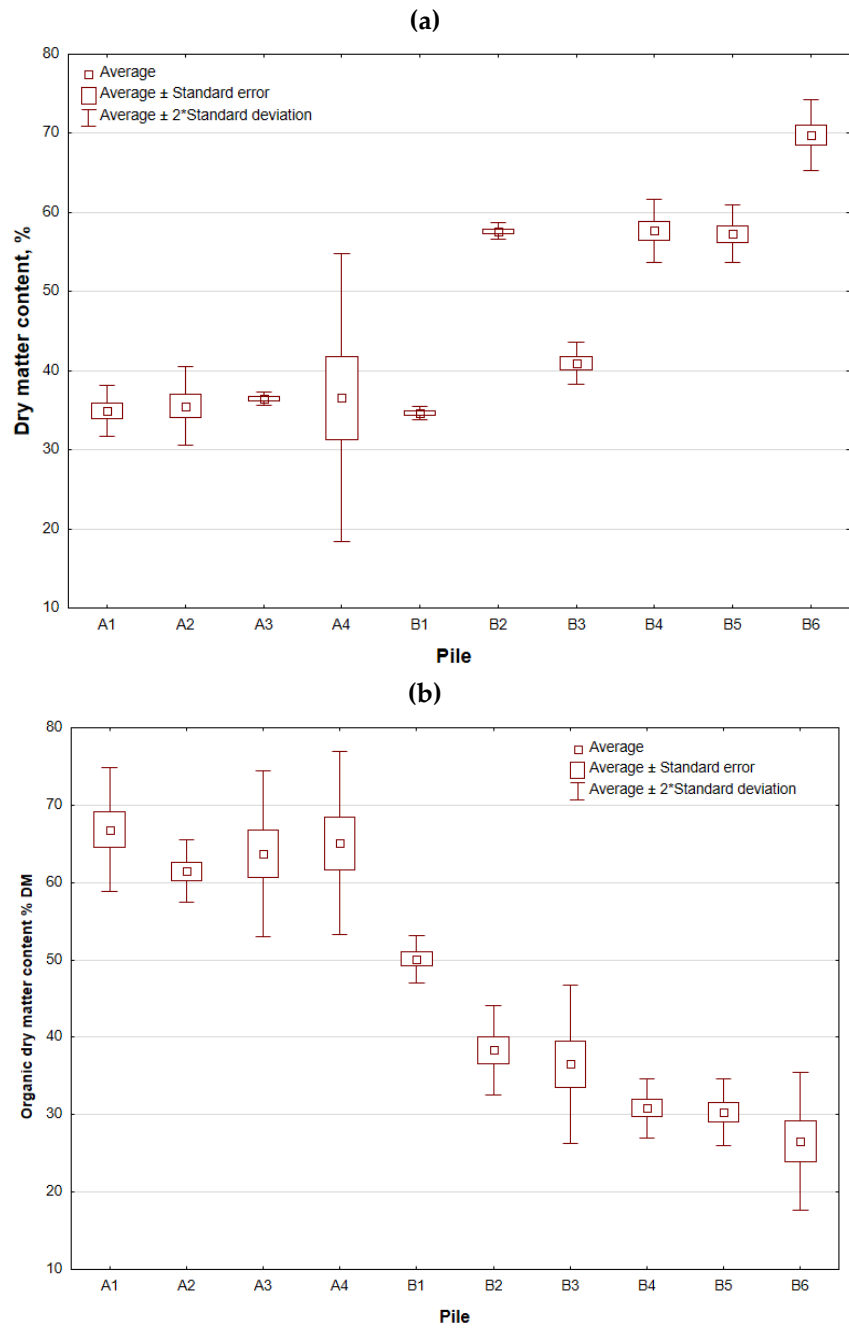 (a)
80
70
60
50
40
30
20
10
Dry matter content, %
Average
Average ± Standard error
Average ± 2*Standard deviation
A1 A2 A3 A4 B1 B2 B3 B4 B5 B6
Pile
(b)
80
70
60
50
40
30
20
10
Organic dry matter content % DM
Average
Average ± Standard error
Average ± 2*Standard deviation
A1 A2 A3 A4 B1 B2 B3 B4 B5 B6
Pile